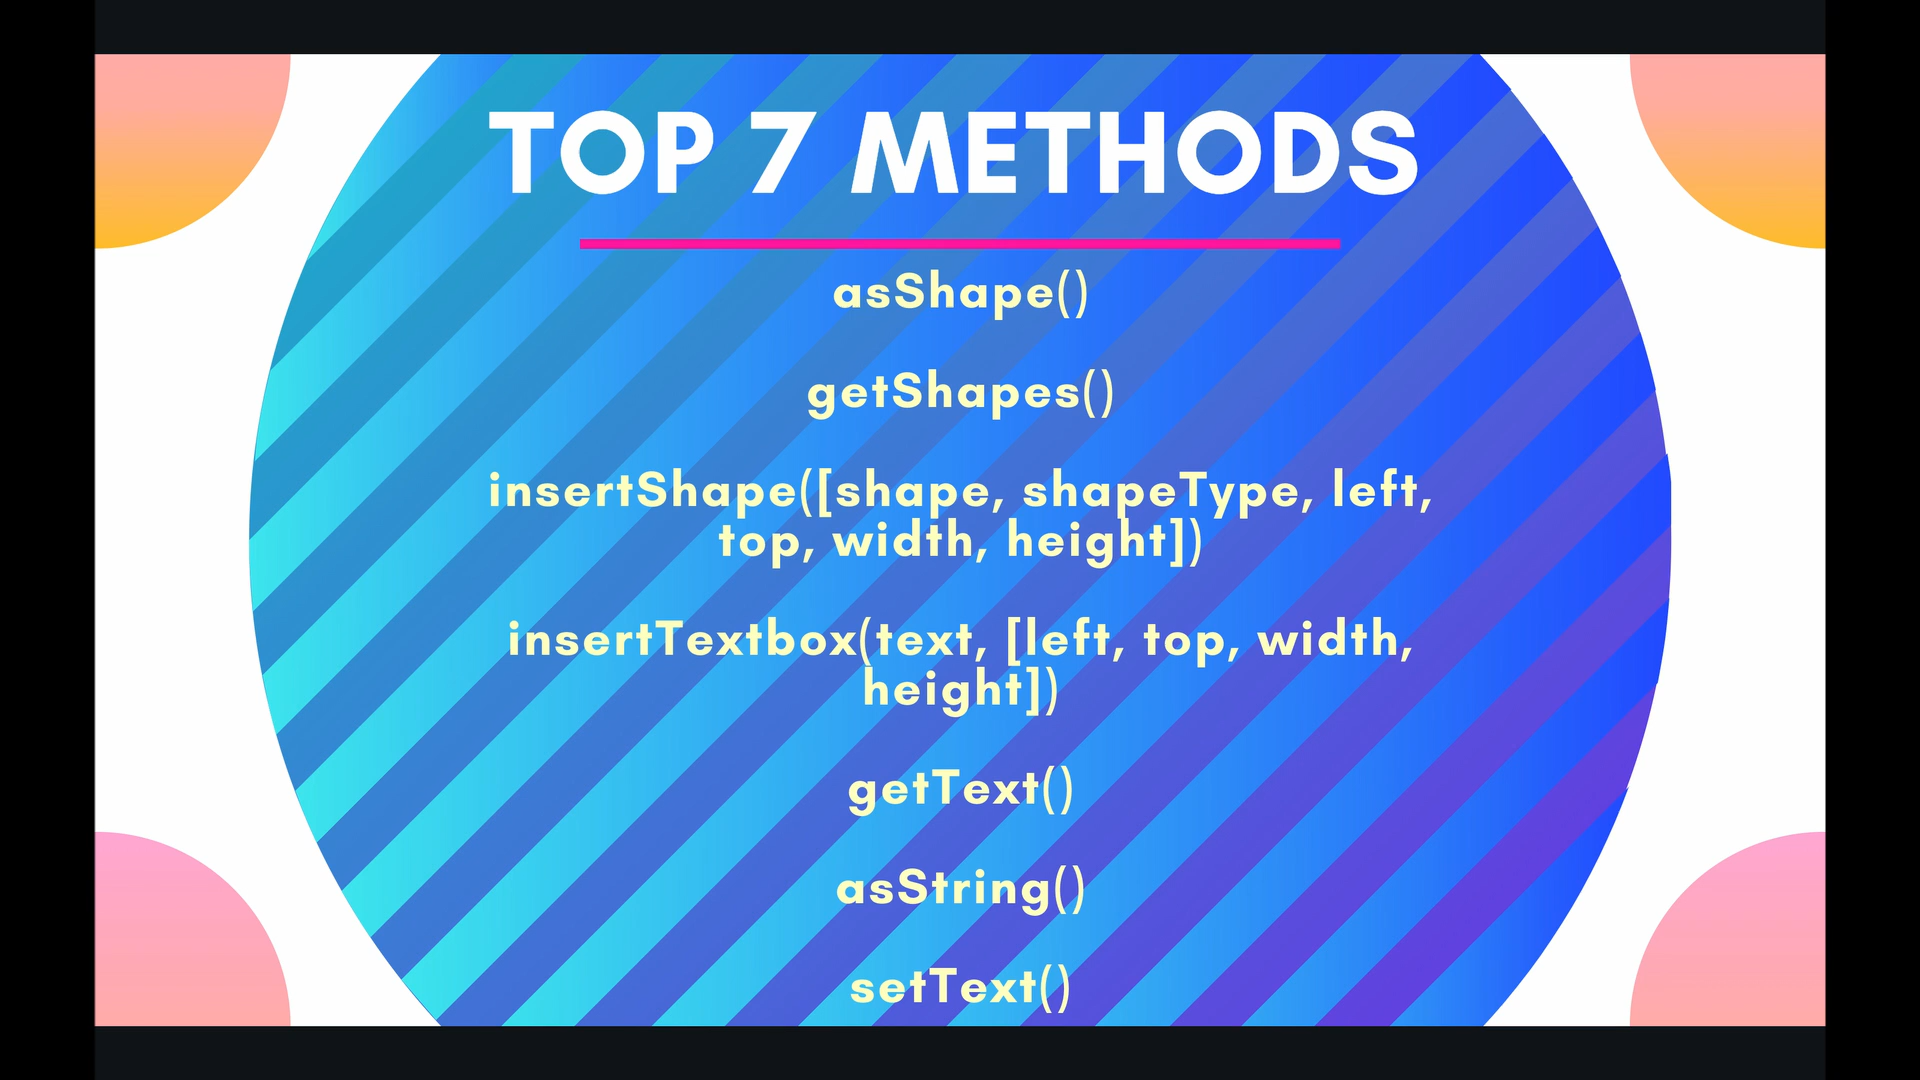 TOP 7 METHODS
asShape()
getShapes()
insertShape([shape, shapeType, left,
top, width, height])
insertTextbox(text, [left, top, width,
height])
getText()
asString()
setText()